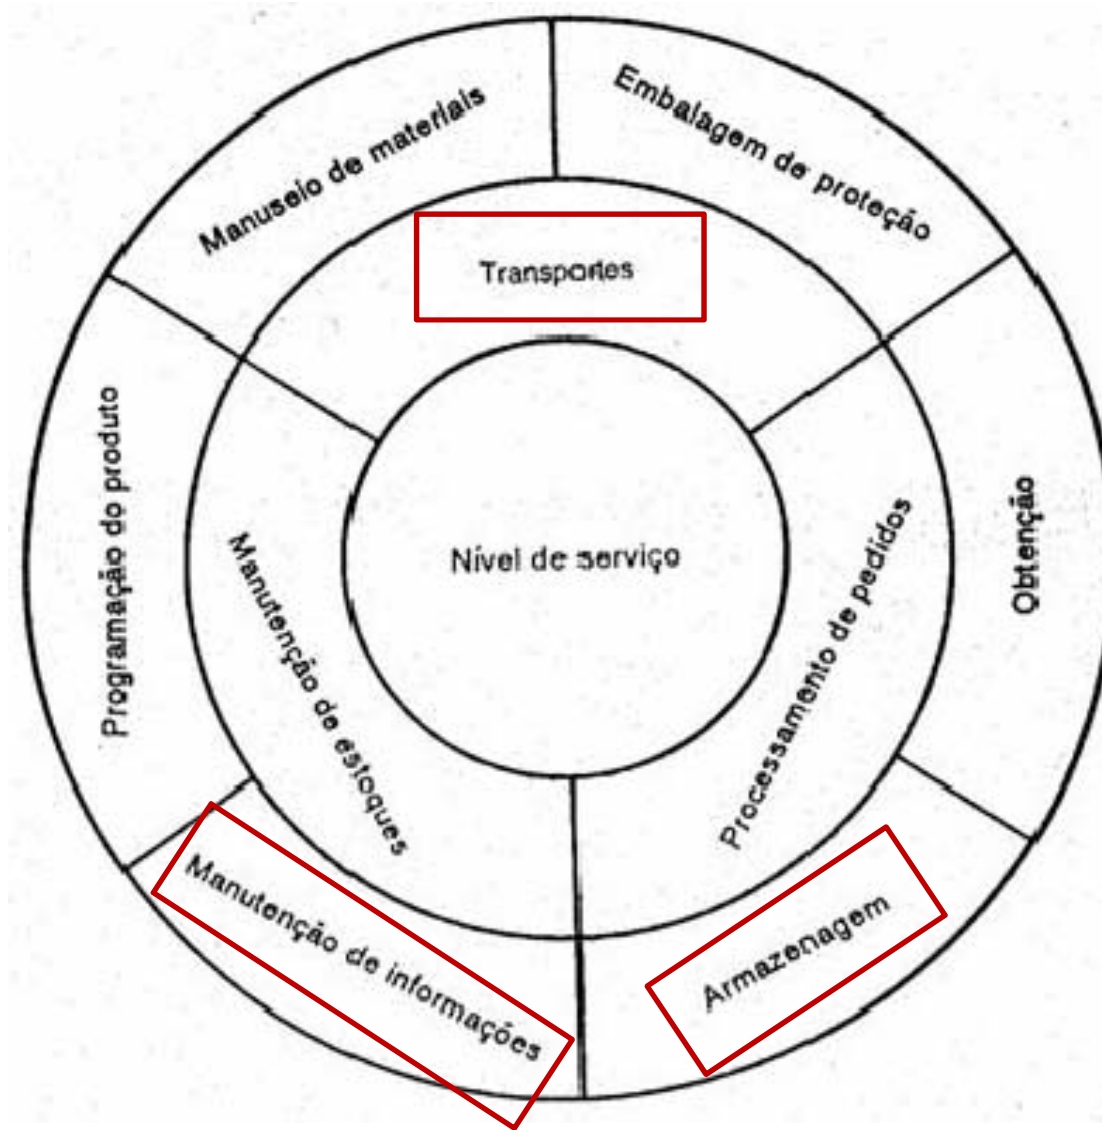 Manuseio de materiais
Embalagem de proteção
Transportes
Programação do produto
Manutenção de estoques
Nível de serviço
Processamento de pedidos
Obtenção
Manutenção de informações
Armazenagem